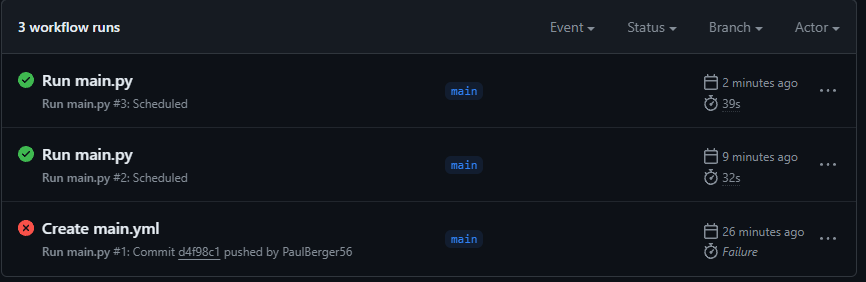 3 workflow runs
Event Status Branch Actor
Run main.py
Run main.py #3: Scheduled
main
2 minutes ago
39s
Run main.py
Run main.py #2: Scheduled
main
9 minutes ago
32s
Create main.yml
Run main.py #1: Commit d4f98c1 pushed by PaulBerger56
main
26 minutes ago
Failure